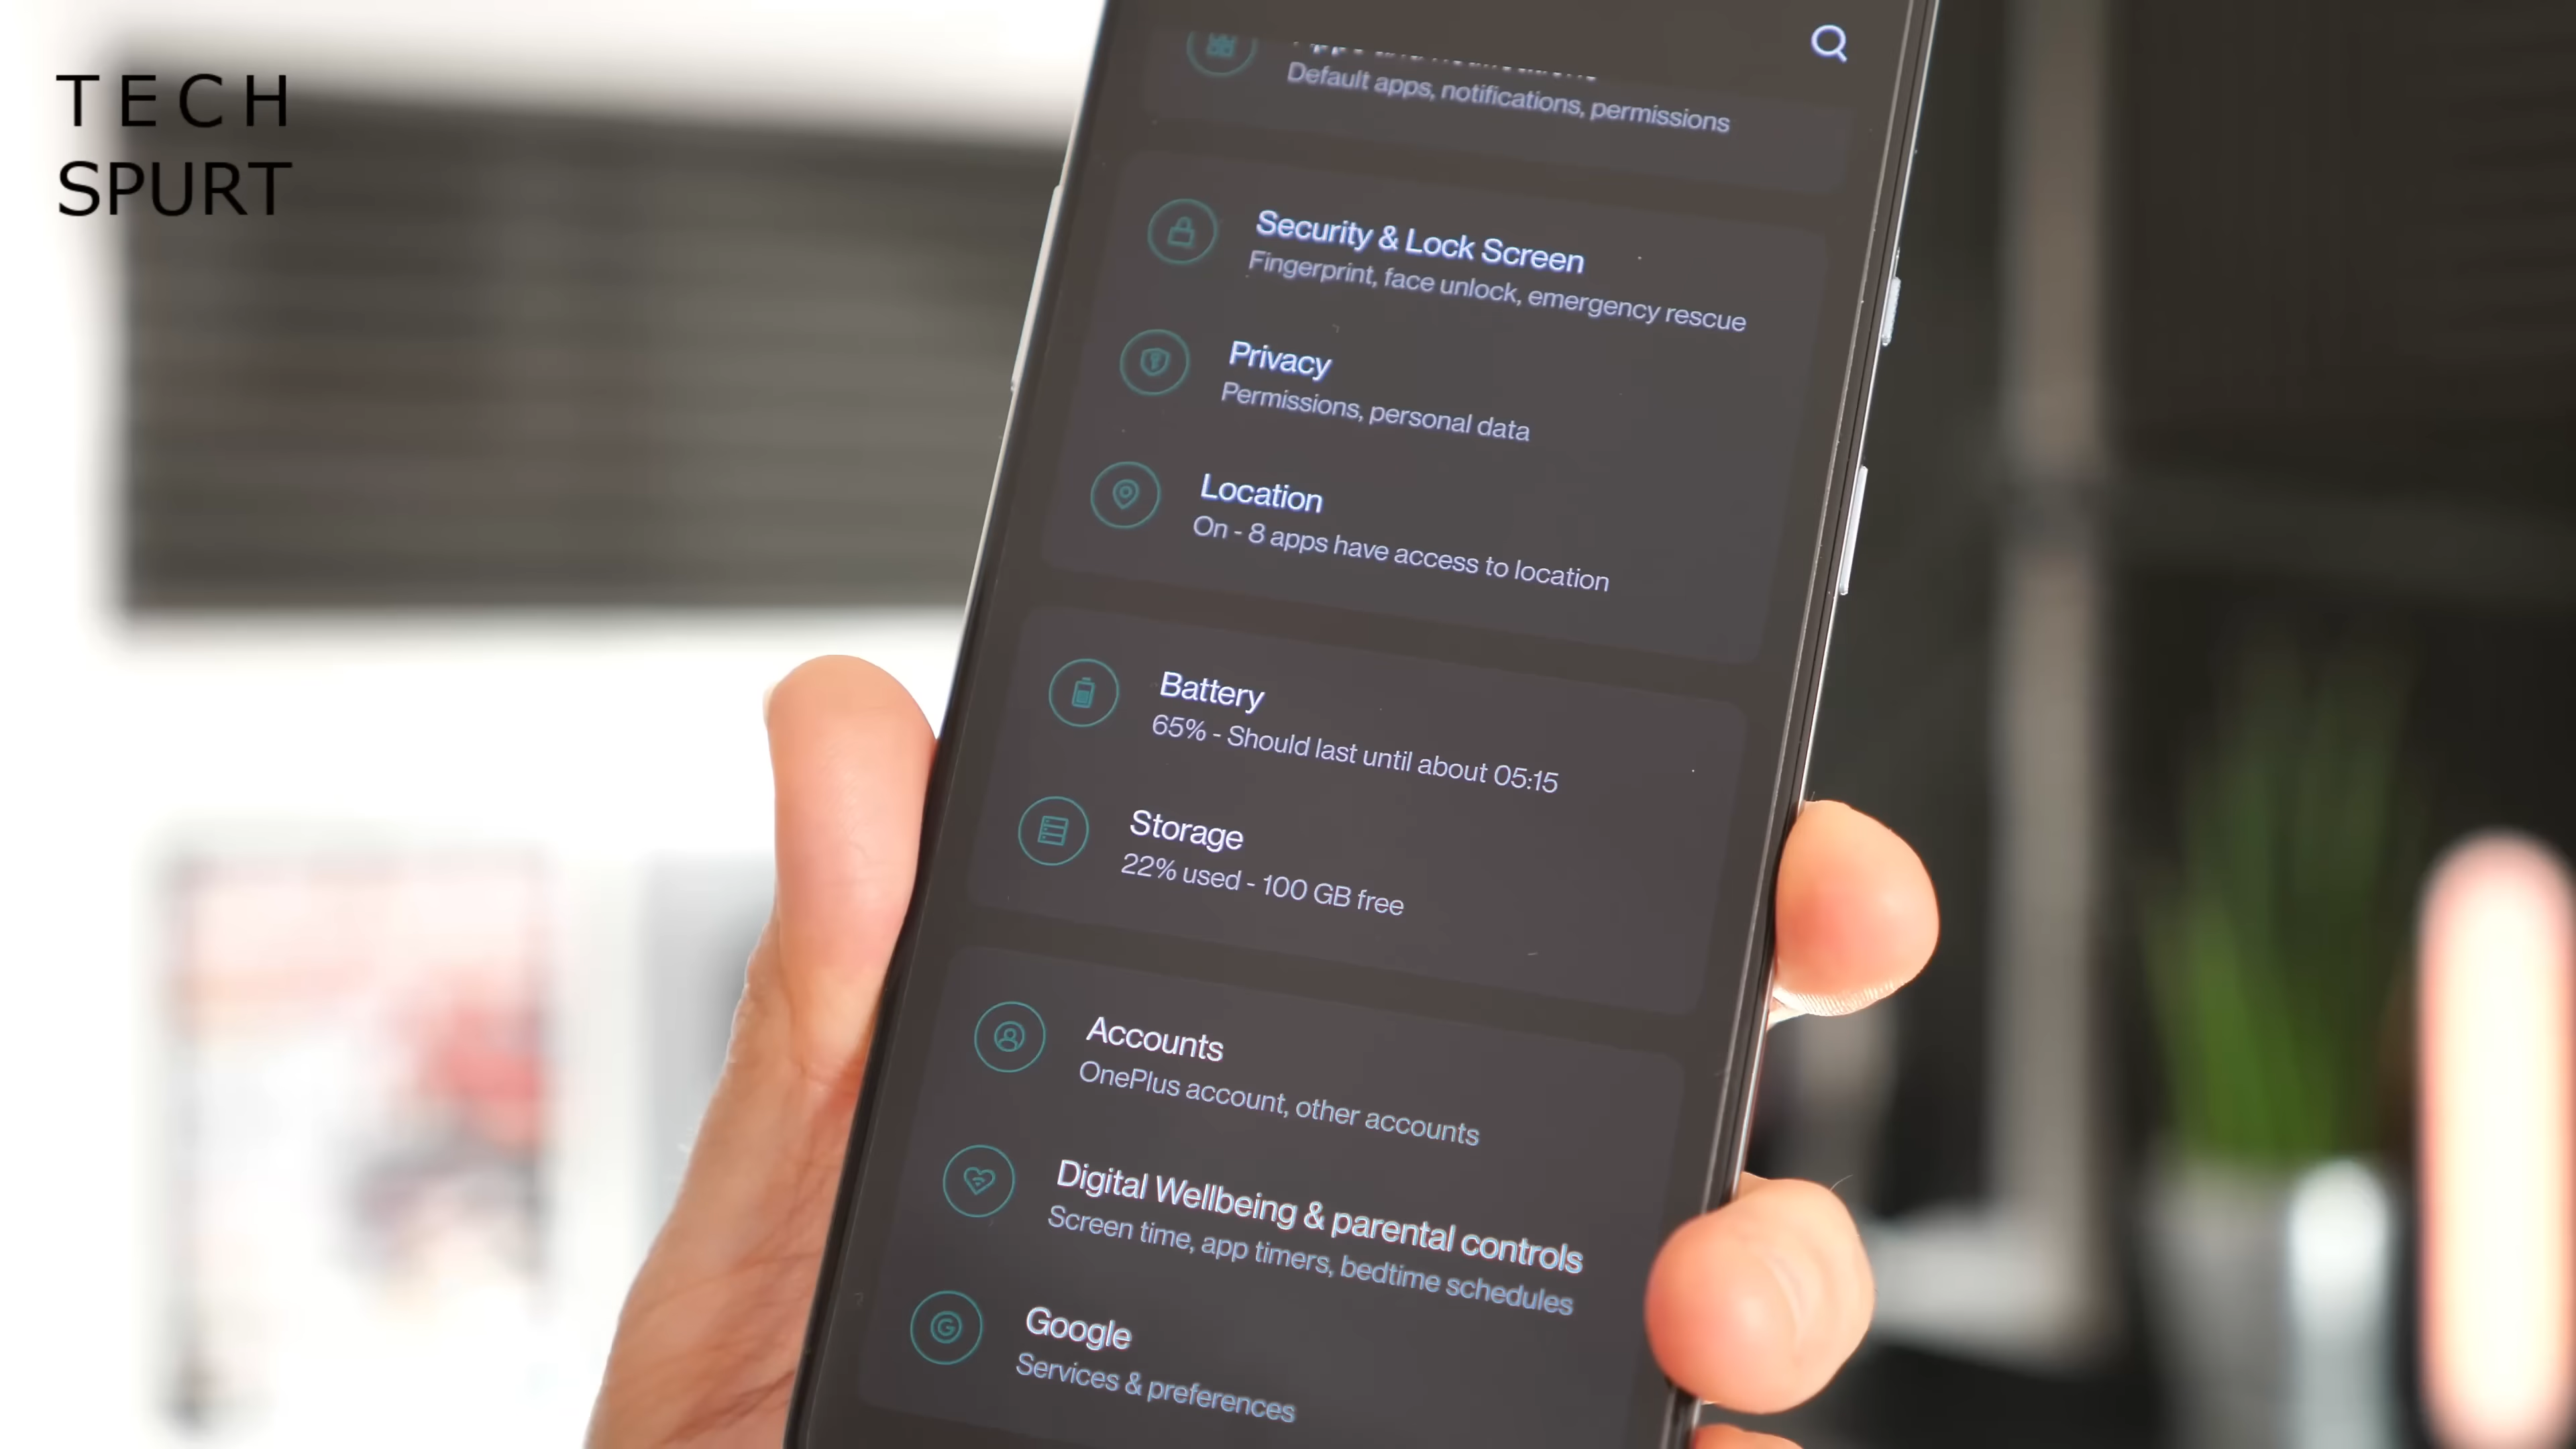 TECH
SPURT
Default apps, notifications, permissions
Security & Lock Screen
Fingerprint, face unlock, emergency rescue
Privacy
Permissions, personal data
Location
On - 8 apps have access to location
Battery
65% - Should last until about 05:15
Storage
22% used - 100 GB free
Accounts
OnePlus account, other accounts
Digital Wellbeing & parental controls
Screen time, app timers, bedtime schedules
Google
Services & preferences